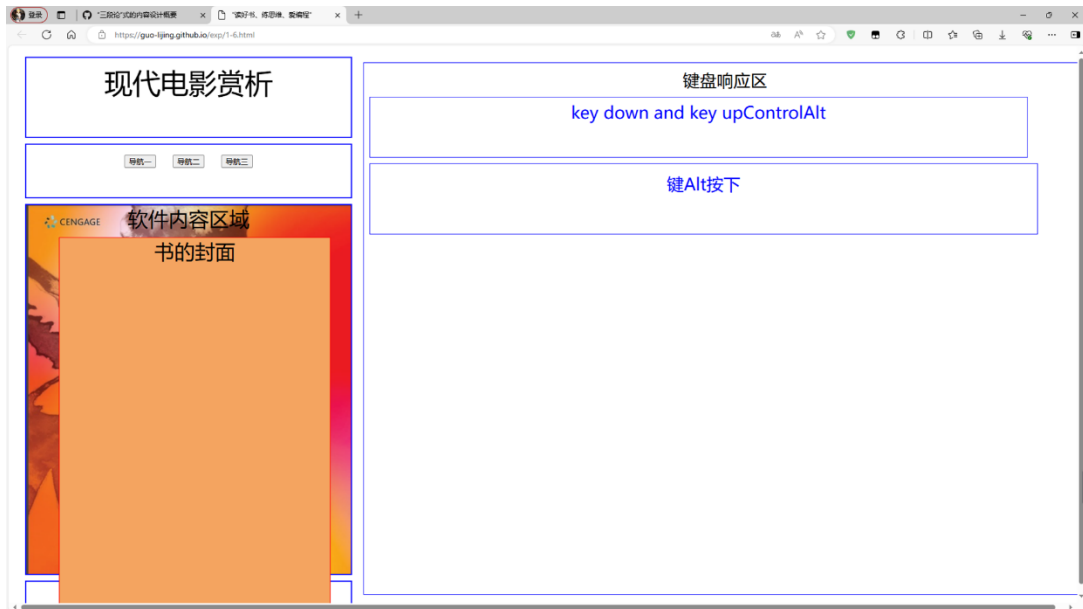 登录
"三段论"式的内容设计概要
"读好书、练思维、勤编程"
https://guo-lijing.github.io/exp/1-6.html
现代电影赏析
导航一 导航二 导航三
CENGAGE 软件内容区域
书的封面
键盘响应区
key down and key upControlAlt
键Alt按下